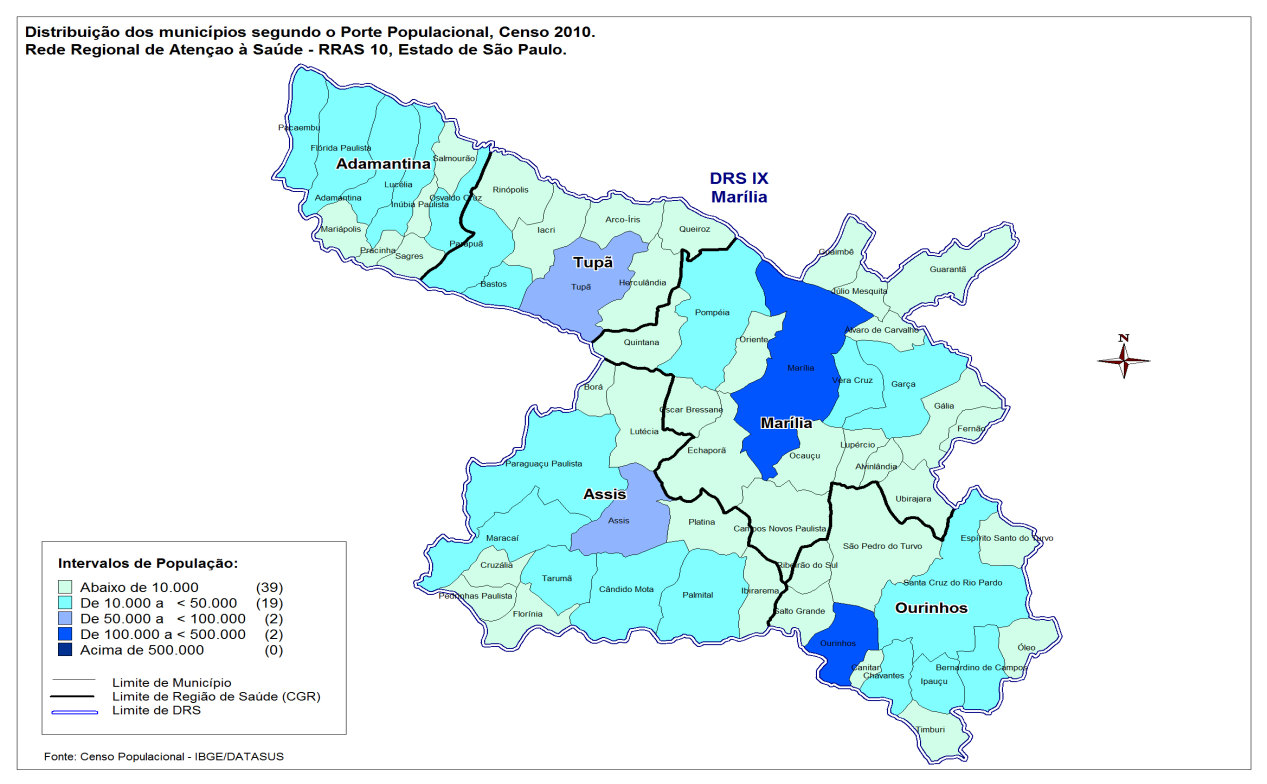 Distribuição dos municípios segundo o Porte Populacional, Censo 2010.
Rede Regional de Atençao à Saúde - RRAS 10, Estado de São Paulo.
DRS IX
Marília
Pacaembu
Flórida Paulista
Adamantina
Salmourão
Lucélia
Adamantina
Inúbia Paulista
Osvaldo Cruz
Mariápolis
Pracinha
Sagres
Parapuã
Rinópolis
Iacri
Arco-Íris
Queiroz
Tupã
Tupã
Bastos
Herculândia
Quintana
Pompéia
Oriente
Guaimbê
Guarantã
Júlio Mesquita
Álvaro de Carvalho
Marília
Vera Cruz
Garça
Gália
Fernão
Marília
Oscar Bressane
Echaporã
Ocauçu
Lupércio
Alvinlândia
Ubirajara
Campos Novos Paulista
Borá
Lutécia
Paraguaçu Paulista
Assis
Assis
Platina
Maracaí
Cruzália
Pedrinhas Paulista
Florínia
Tarumã
Cândido Mota
Palmital
Ibirarema
São Pedro do Turvo
Espírito Santo do Turvo
Ribeirão do Sul
Santa Cruz do Rio Pardo
Salto Grande
Ourinhos
Ourinhos
Canitar
Chavantes
Ipauçu
Bernardino de Campos
Óleo
Timburi
N
Intervalos de População:
Abaixo de 10.000 (39)
De 10.000 a < 50.000 (19)
De 50.000 a < 100.000 (2)
De 100.000 a < 500.000 (2)
Acima de 500.000 (0)
Limite de Município
Limite de Região de Saúde (CGR)
Limite de DRS
Fonte: Censo Populacional - IBGE/DATASUS